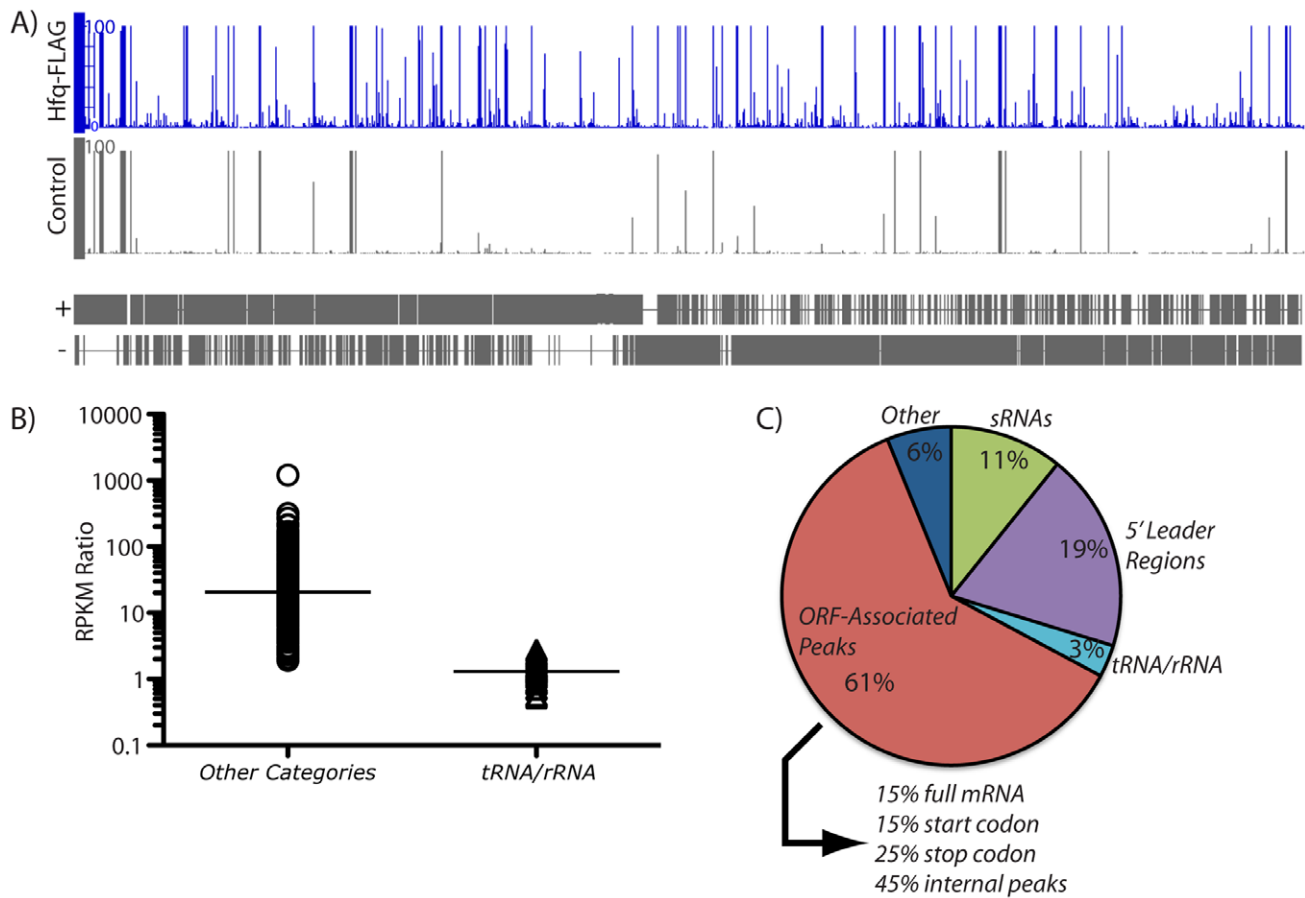 A)
Hfq-FLAG
100
0
Control
100
+
-
B)
RPKM Ratio
10000
1000
100
10
1
0.1
Other Categories
tRNA/rRNA
C)
Other
6%
sRNAs
11%
5' Leader
Regions
19%
3%
tRNA/rRNA
ORF-Associated
Peaks
61%
15% full mRNA
15% start codon
25% stop codon
45% internal peaks